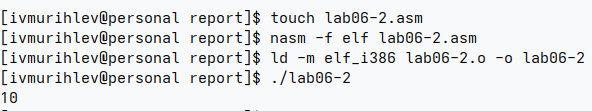 [ivmurihlev@personal report]$ touch lab06-2.asm
[ivmurihlev@personal report]$ nasm -f elf lab06-2.asm
[ivmurihlev@personal report]$ ld -m elf_i386 lab06-2.o -o lab06-2
[ivmurihlev@personal report]$ ./lab06-2
10